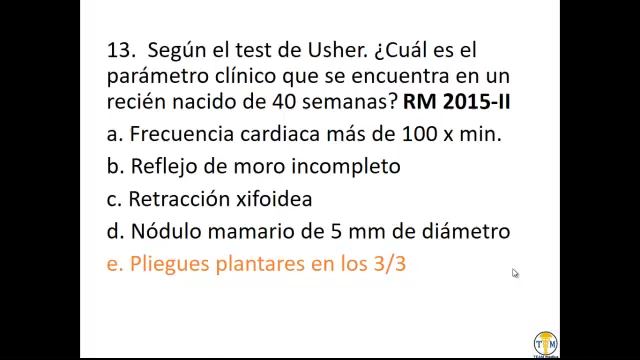 13. Según el test de Usher. ¿Cuál es el
parámetro clínico que se encuentra en un
recién nacido de 40 semanas? RM 2015-II
a. Frecuencia cardiaca más de 100 x min.
b. Reflejo de moro incompleto
c. Retracción xifoidea
d. Nódulo mamario de 5 mm de diámetro
e. Pliegues plantares en los 3/3